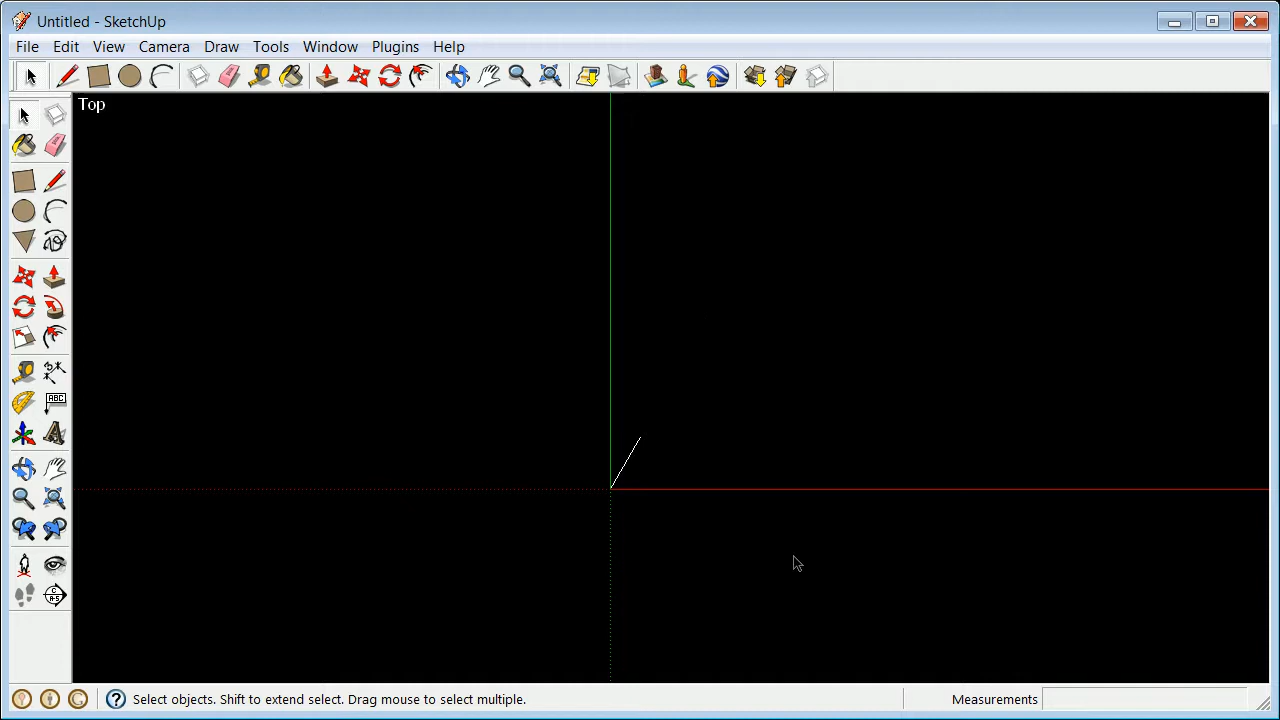 Untitled - SketchUp
File Edit View Camera Draw Tools Window Plugins Help
Top
ABC
A
C
A-5
Select objects. Shift to extend select. Drag mouse to select multiple.
Measurements